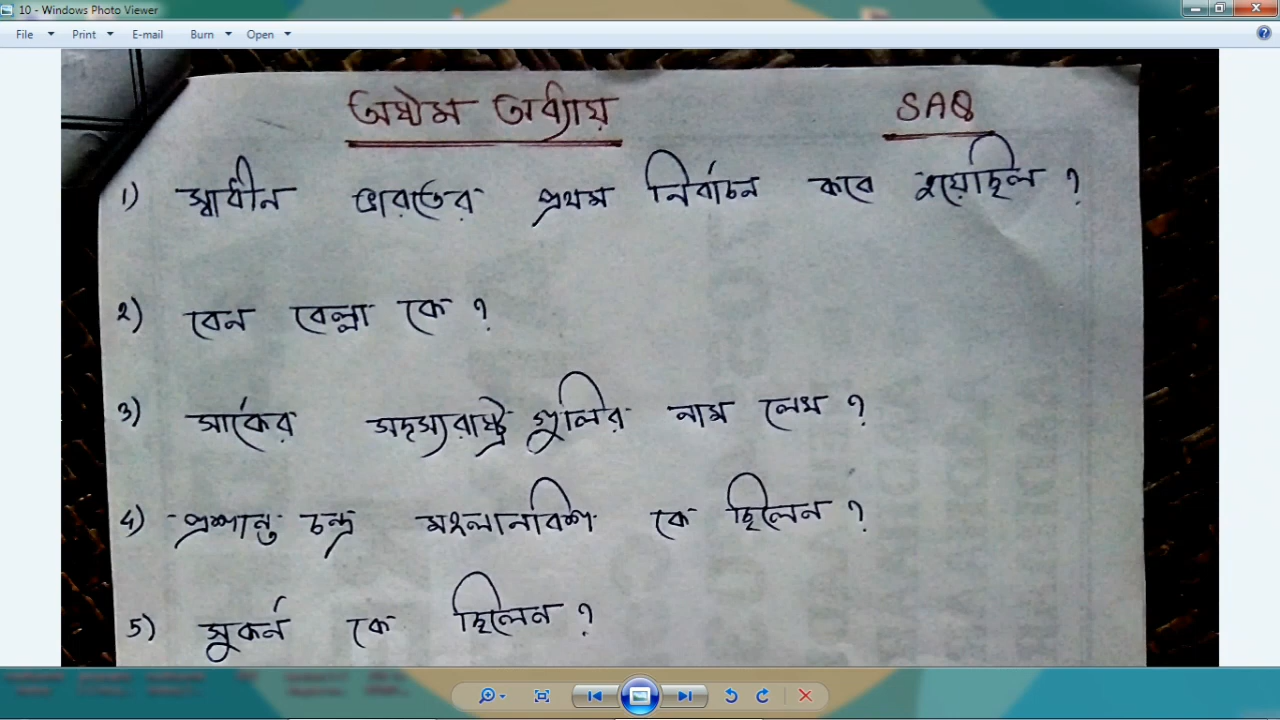 10 - Windows Photo Viewer
File Print E-mail Burn Open
অষ্টম অধ্যায় SAQ
1) স্বাধীন ভারতের প্রথম নির্বাচন কবে হয়েছিল ?
২) বেন বেল্লা কে ?
3) সার্কের সদস্যরাষ্ট্র গুলির নাম লেখ ?
4) প্রশান্ত চন্দ্র মহলানবিশ কে ছিলেন ?
5) সুকর্ন কে ছিলেন ?